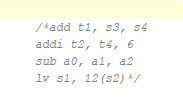 /*add t1, s3, s4
addi t2, t4, 6
sub a0, a1, a2
lw s1, 12(s2)*/